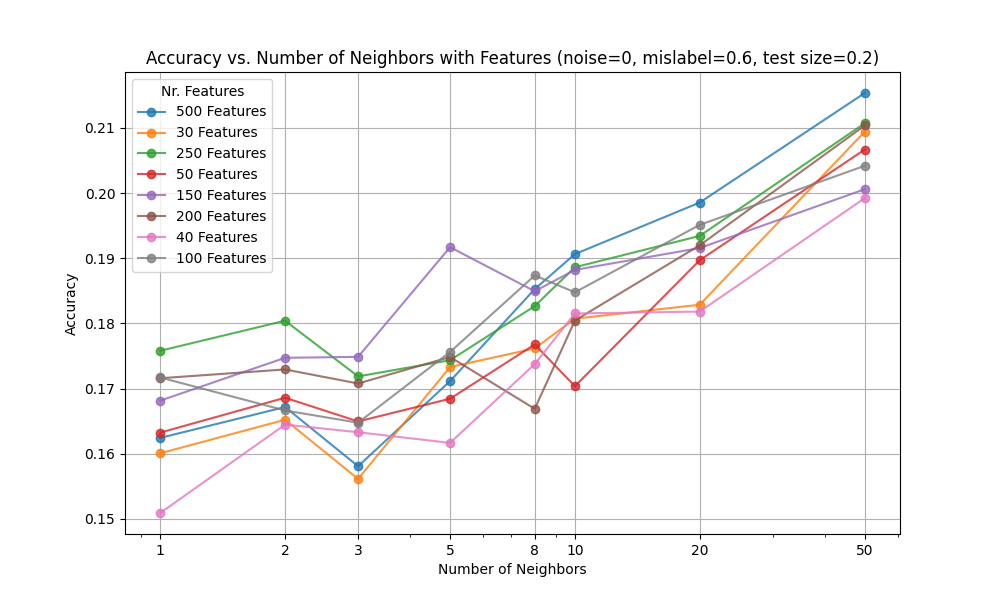 Accuracy vs. Number of Neighbors with Features (noise=0, mislabel=0.6, test size=0.2)
Nr. Features
500 Features
30 Features
250 Features
50 Features
150 Features
200 Features
40 Features
100 Features
Accuracy
0.21
0.20
0.19
0.18
0.17
0.16
0.15
1 2 3 5 8 10 20 50
Number of Neighbors